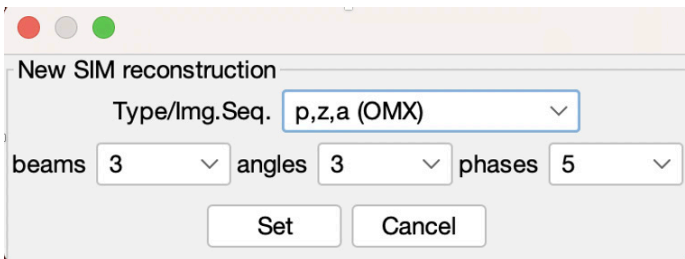 New SIM reconstruction
Type/Img.Seq. p,z,a (OMX)
beams 3 angles 3 phases 5
Set Cancel